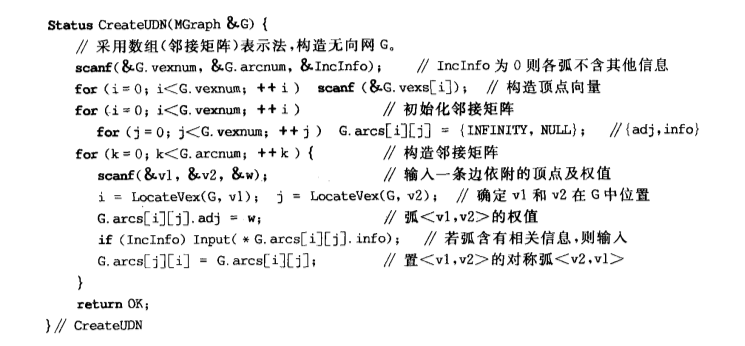 Status CreateUDN(MGraph &G) {
// 采用数组(邻接矩阵)表示法,构造无向网 G。
scanf(&G.vexnum, &G.arcnum, &IncInfo); // IncInfo 为 0 则各弧不含其他信息
for (i = 0; i<G.vexnum; ++i ) scanf (&G.vexs[i]); // 构造顶点向量
for (i = 0; i<G.vexnum; ++i ) // 初始化邻接矩阵
for (j = 0; j<G.vexnum; ++j ) G.arcs[i][j] = {INFINITY, NULL}; //{adj,info}
for (k = 0; k<G.arcnum; ++k ) { // 构造邻接矩阵
scanf(&v1, &v2, &w); // 输入一条边依附的顶点及权值
i = LocateVex(G, v1); j = LocateVex(G, v2); // 确定 v1 和 v2 在 G 中位置
G.arcs[i][j].adj = w; // 弧<v1,v2>的权值
if (IncInfo) Input( * G.arcs[i][j].info); // 若弧含有相关信息,则输入
G.arcs[j][i] = G.arcs[i][j]; // 置<v1,v2>的对称弧<v2,v1>
}
return OK;
}// CreateUDN